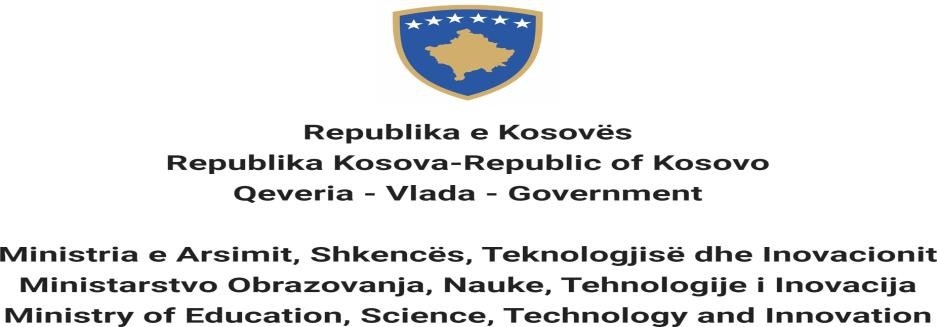 Republika e Kosovës
Republika Kosova-Republic of Kosovo
Qeveria - Vlada - Government
Ministria e Arsimit, Shkencës, Teknologjisë dhe Inovacionit
Ministarstvo Obrazovanja, Nauke, Tehnologije i Inovacija
Ministry of Education, Science, Technology and Innovation